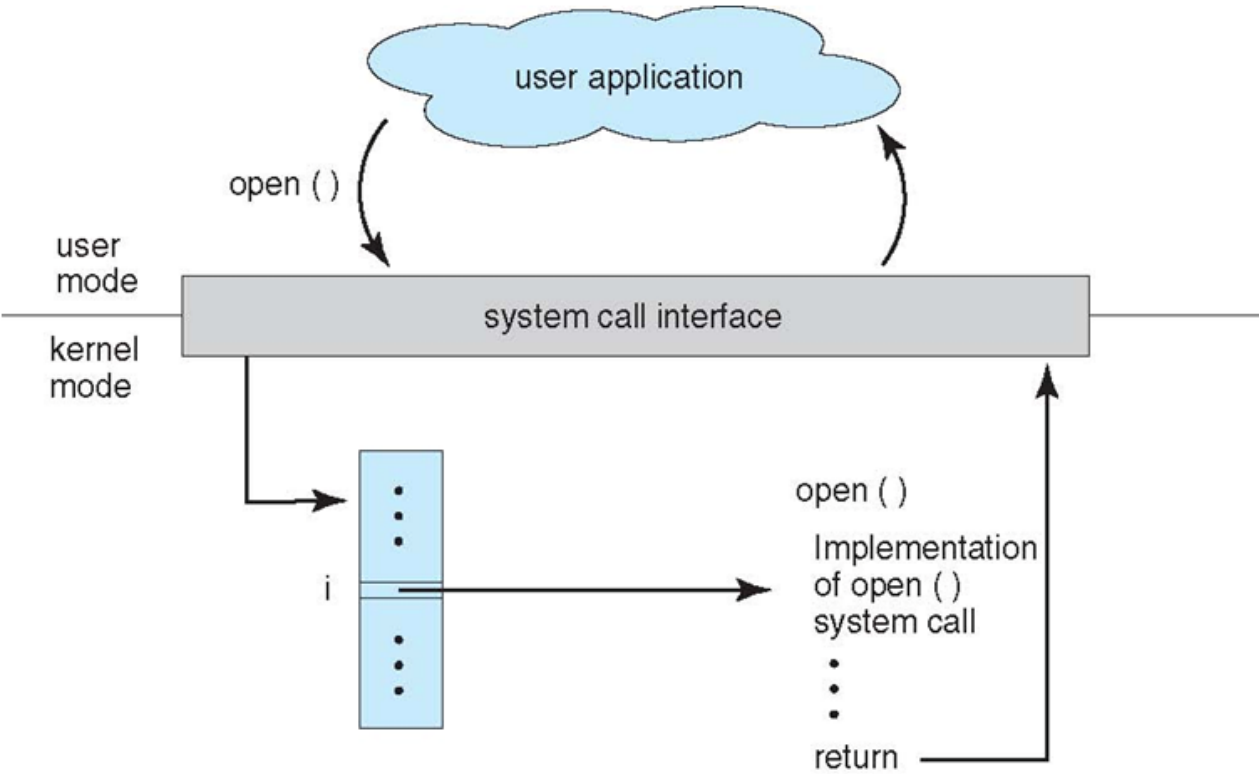 user application
open ( )
user
mode
system call interface
kernel
mode
open ( )
i
Implementation
of open ( )
system call
return